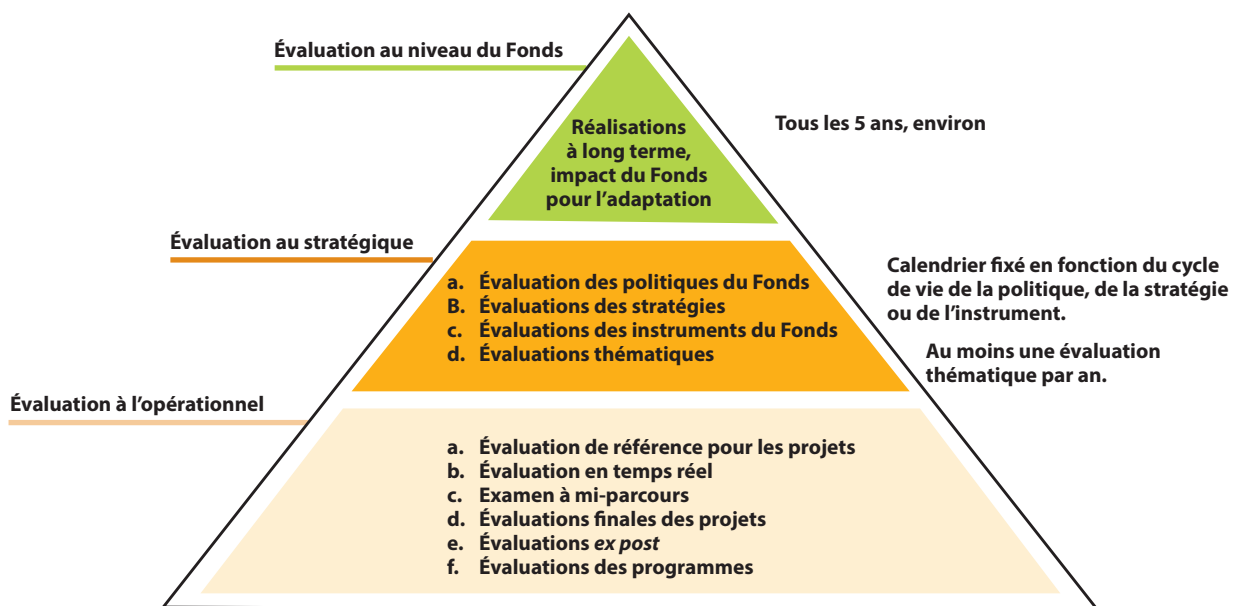 Évaluation au niveau du Fonds
Réalisations
à long terme,
impact du Fonds
pour l’adaptation
Tous les 5 ans, environ
Évaluation au stratégique
a. Évaluation des politiques du Fonds
B. Évaluations des stratégies
c. Évaluations des instruments du Fonds
d. Évaluations thématiques
Calendrier fixé en fonction du cycle
de vie de la politique, de la stratégie
ou de l’instrument.
Au moins une évaluation
thématique par an.
Évaluation à l’opérationnel
a. Évaluation de référence pour les projets
b. Évaluation en temps réel
c. Examen à mi-parcours
d. Évaluations finales des projets
e. Évaluations ex post
f. Évaluations des programmes